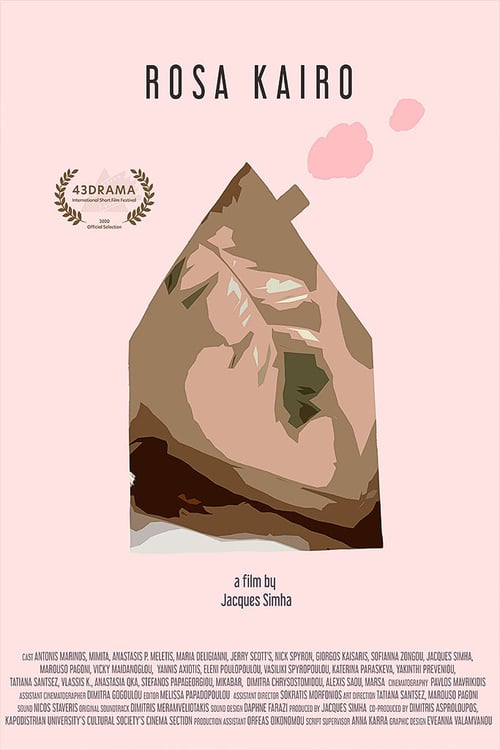 ROSA KAIRO
43DRAMA
International Short Film Festival
2020
Official Selection
a film by
Jacques Simha
CAST ANTONIS MARINOS, MIMITA, ANASTASIS P. MELETIS, MARIA DELIGIANNI, JERRY SCOTT'S, NICK SPYRON, GIORGOS KAISARIS, SOFIANNA ZONGOU, JACQUES SIMHA,
MAROUSO PAGONI, VICKY MAIDANOGLOU, YANNIS AXIOTIS, ELENI POULOPOULOU, VASILIKI SPYROPOULOU, KATERINA PARASKEVA, YAKINTHI PREVENIOU,
TATIANA SANTSEZ, VLASSIS K., ANASTASIA QKA, STEFANOS PAPAGEORGIOU, MIKABAR, DIMITRA CHRYSOSTOMIDOU, ALEXIS SAOU, MARSA CINEMATOGRAPHY PAVLOS MAVRIKIDIS
ASSISTANT CINEMATOGRAPHER DIMITRA GOGOULOU EDITOR MELISSA PAPADOPOULOU ASSISTANT DIRECTOR SOKRATIS MORFONIOS ART DIRECTION TATIANA SANTSEZ, MAROUSO PAGONI
SOUND NICOS STAVERIS ORIGINAL SOUNDTRACK DIMITRIS MERAMVELIOTAKIS SOUND DESIGN DAPHNE FARAZI PRODUCED BY JACQUES SIMHA CO-PRODUCED BY DIMITRIS ASPROLOUPOS,
KAPODISTRIAN UNIVERSITY'S CULTURAL SOCIETY'S CINEMA SECTION PRODUCTION ASSISTANT ORFEAS OIKONOMOU SCRIPT SUPERVISOR ANNA KARRA GRAPHIC DESIGN EVEANNA VALAMVANOU